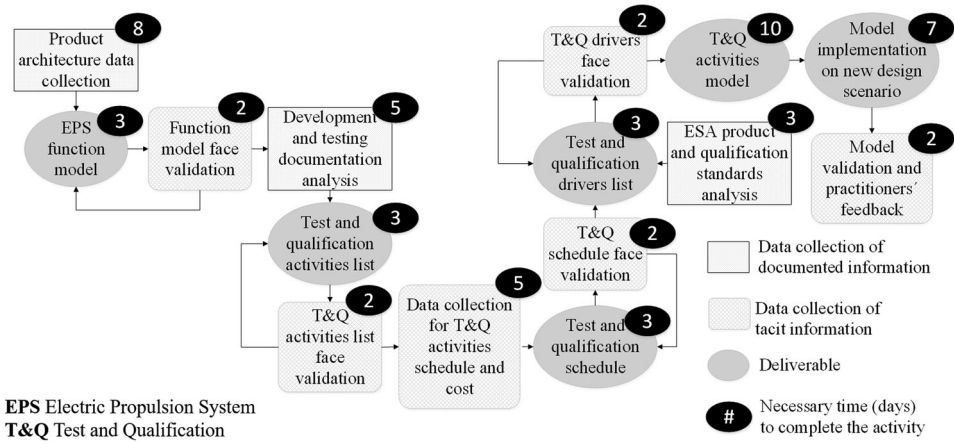 8
Product
architecture data
collection
3
EPS
function
model
2
Function
model face
validation
5
Development
and testing
documentation
analysis
3
Test and
qualification
activities list
2
T&Q
activities list
face
validation
5
Data collection
for T&Q
activities
schedule and
cost
3
Test and
qualification
schedule
2
T&Q
schedule face
validation
3
Test and
qualification
drivers list
3
ESA product
and qualification
standards
analysis
2
T&Q drivers
face
validation
10
T&Q
activities
model
7
Model
implementation
on new design
scenario
2
Model
validation and
practitioners´
feedback
Data collection of
documented information
Data collection of
tacit information
Deliverable
# Necessary time (days)
to complete the activity
EPS Electric Propulsion System
T&Q Test and Qualification